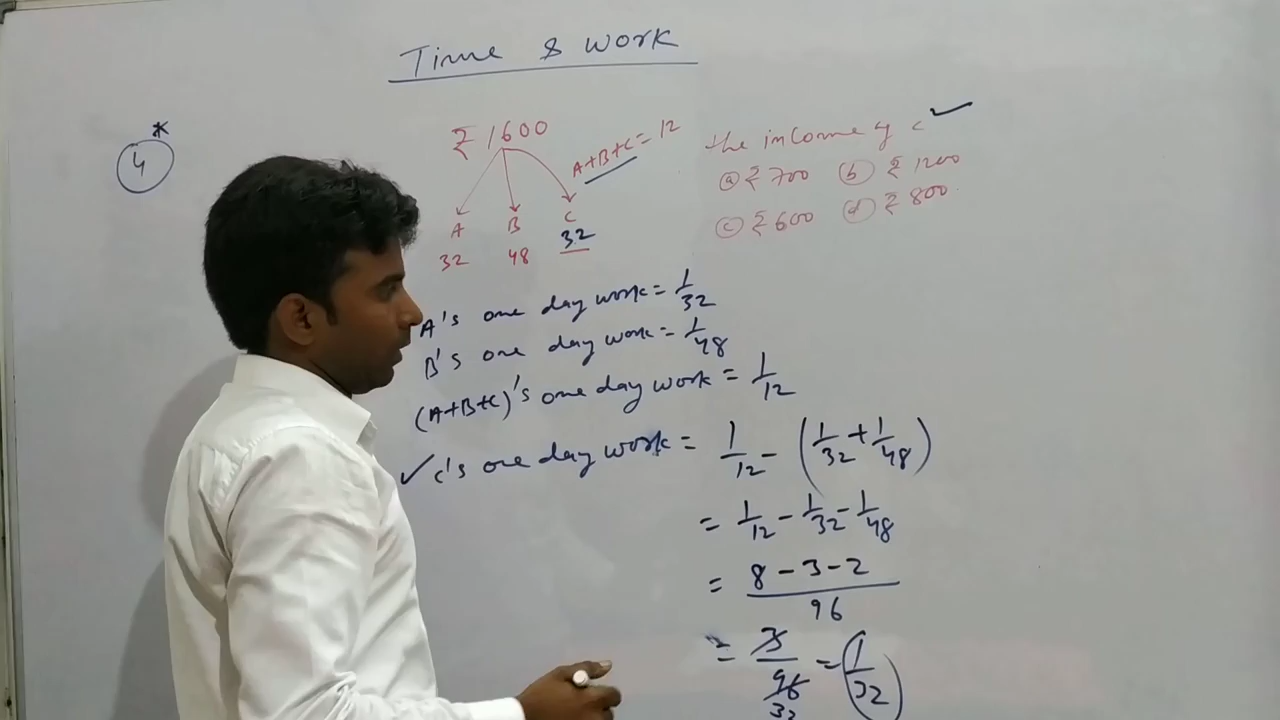 Time & work
4 *
₹ 1600
A+B+C = 12
A B C
32 48 32
the income of c ✓
(a) ₹ 700 (b) ₹ 1200
(c) ₹ 600 (d) ₹ 800
A's one day work = 1/32
B's one day work = 1/48
(A+B+C)'s one day work = 1/12
✓ C's one day work = 1/12 - (1/32 + 1/48)
= 1/12 - 1/32 - 1/48
= 8 - 3 - 2 / 96
= 3/96 32 = 1/32